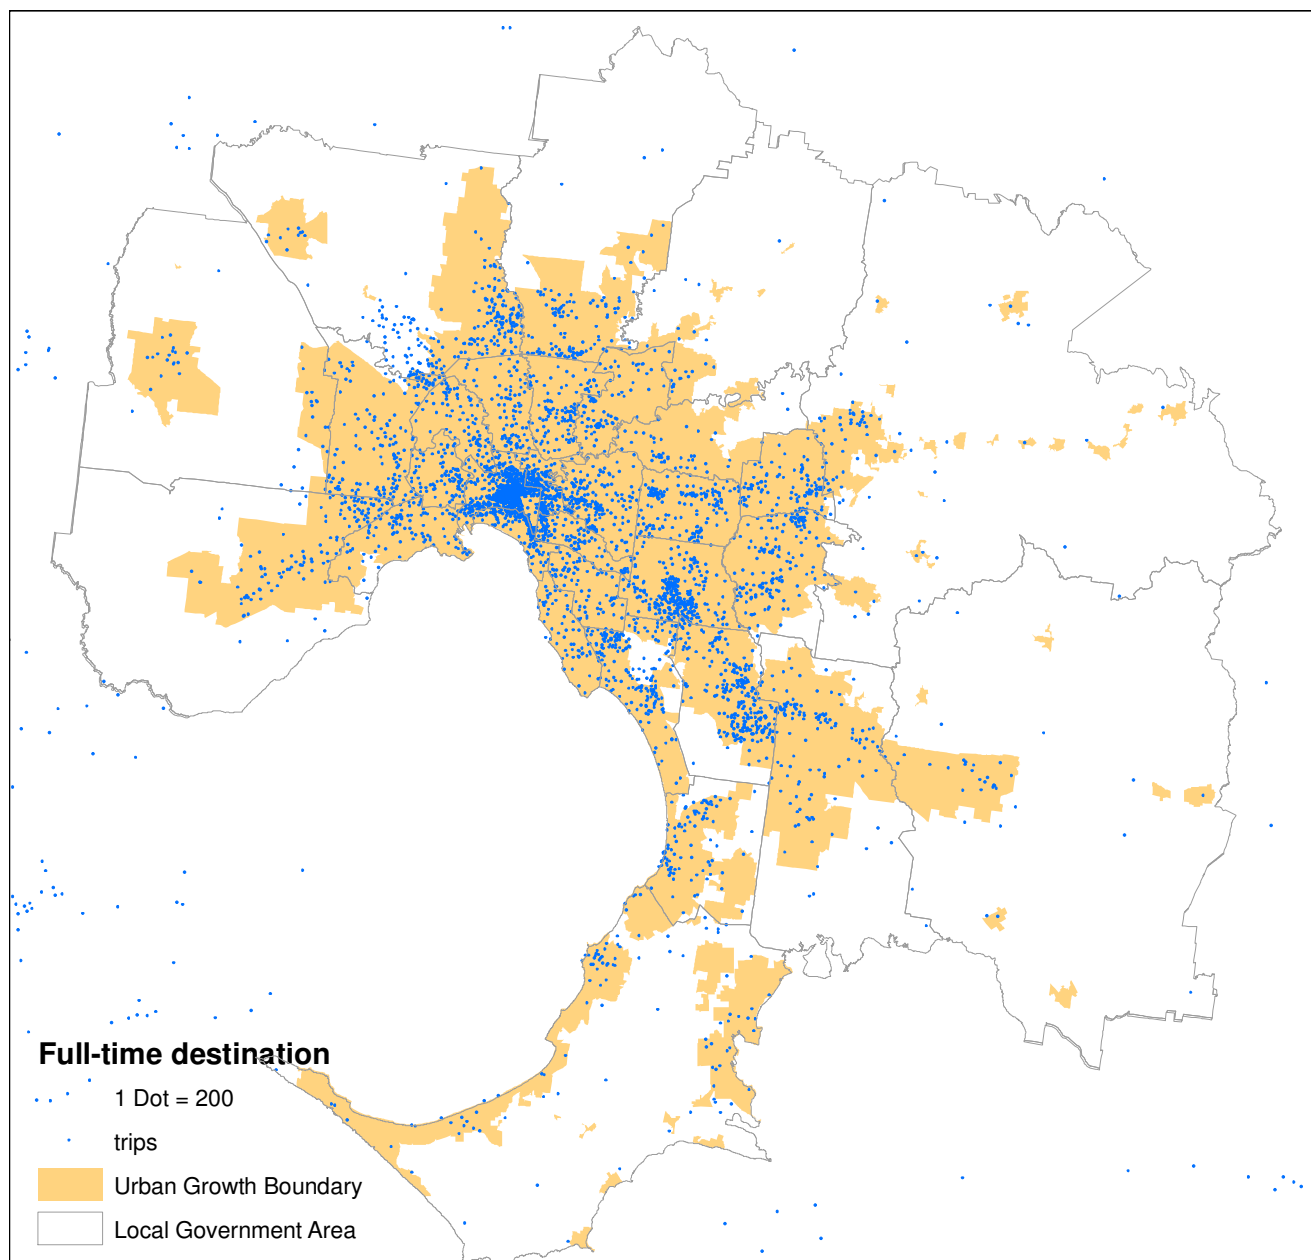 Full-time destination
1 Dot = 200
trips
Urban Growth Boundary
Local Government Area